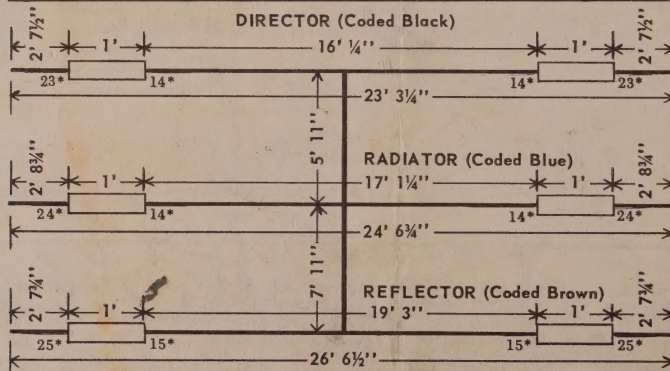 DIRECTOR (Coded Black)
2' 7½" 1' 16' ¼" 1' 2' 7½"
23* 14* 14* 23*
23' 3¼"
5' 11"
RADIATOR (Coded Blue)
2' 8¾" 1' 17' 1¼" 1' 2' 8¾"
24* 14* 14* 24*
24' 6¾"
7' 11"
REFLECTOR (Coded Brown)
2' 7¾" 1' 19' 3" 1' 2' 7¾"
25* 15* 15* 25*
26' 6½"